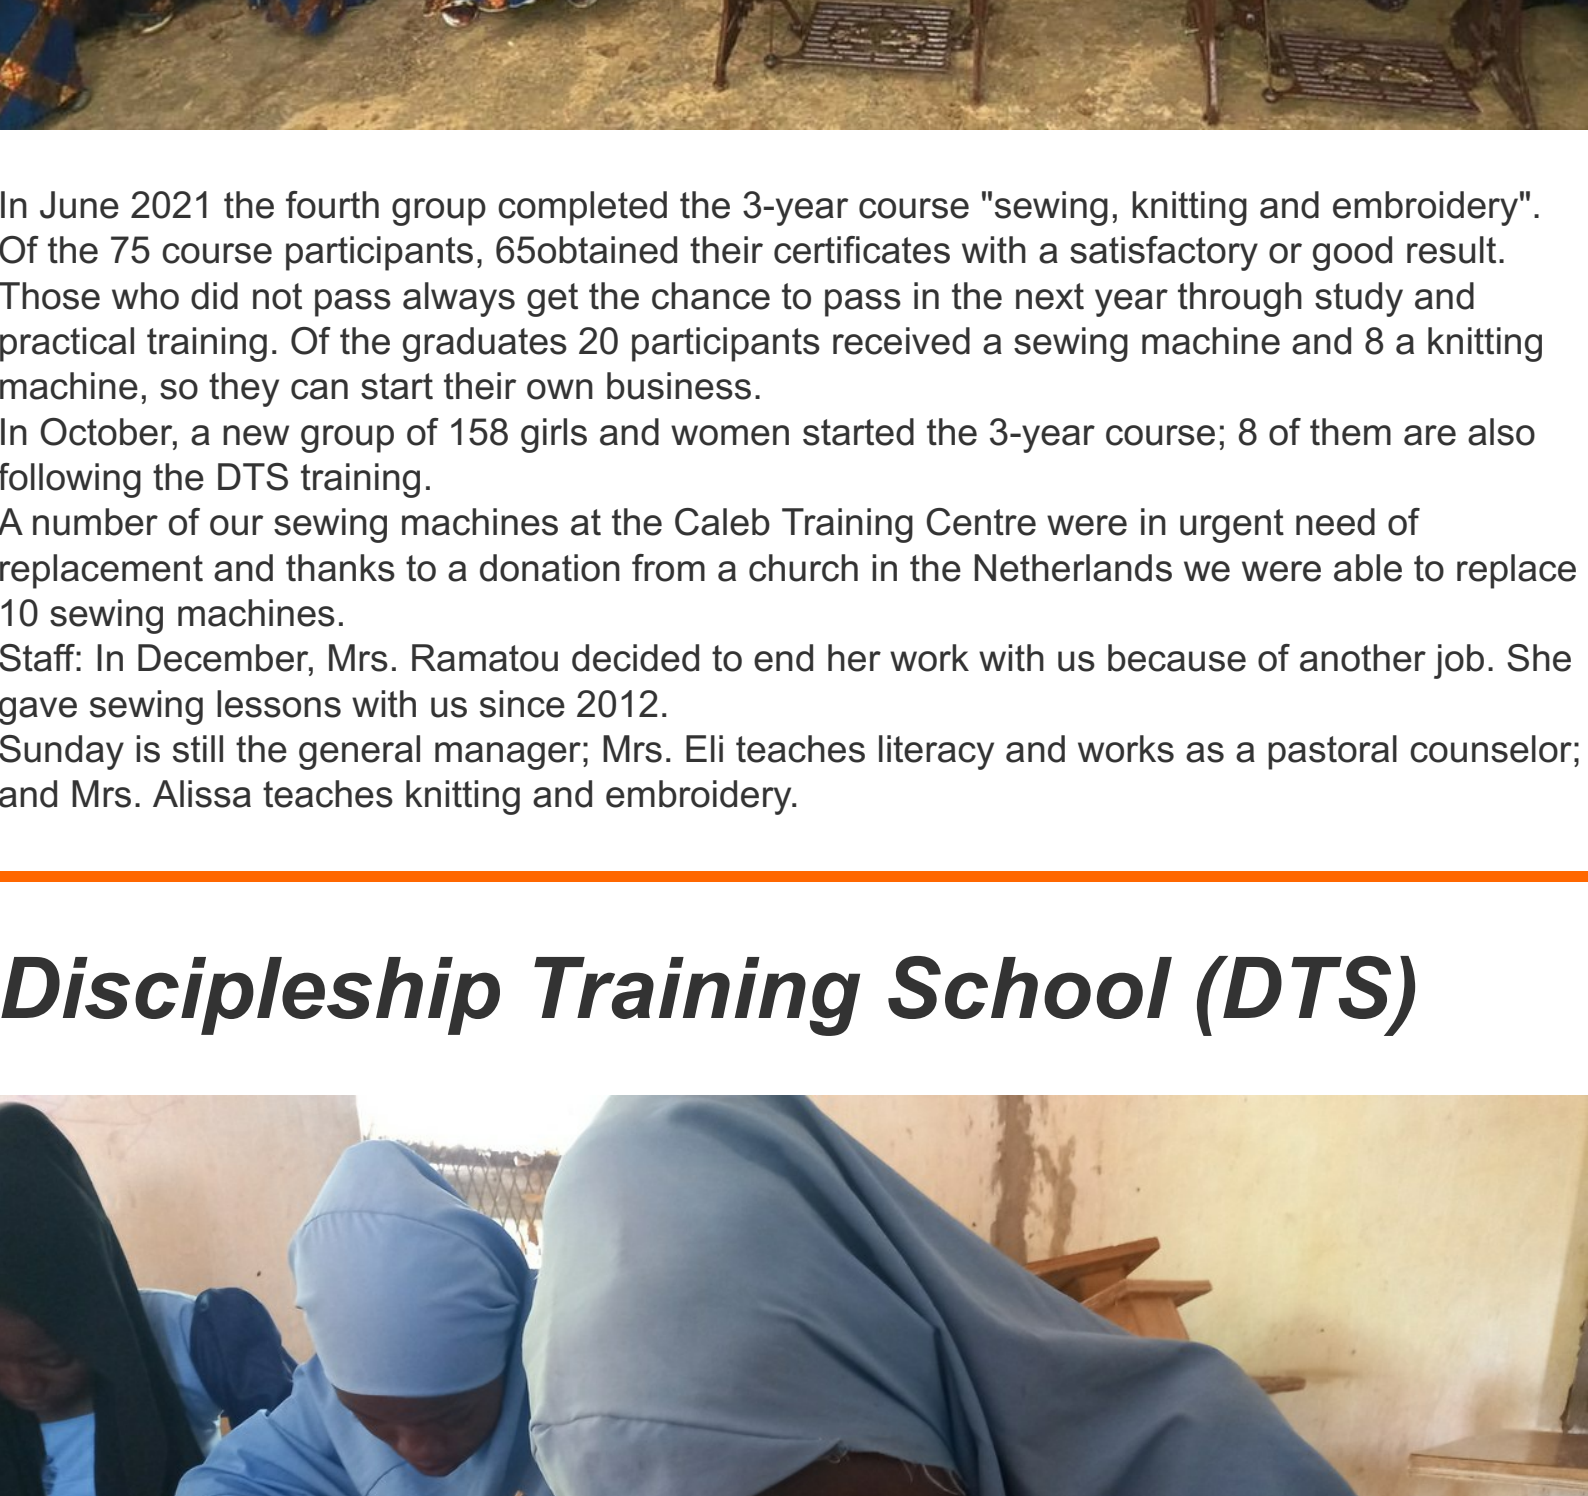 In June 2021 the fourth group completed the 3-year course "sewing, knitting and embroidery".
Of the 75 course participants, 65obtained their certificates with a satisfactory or good result.
Those who did not pass always get the chance to pass in the next year through study and
practical training. Of the graduates 20 participants received a sewing machine and 8 a knitting
machine, so they can start their own business.
In October, a new group of 158 girls and women started the 3-year course; 8 of them are also
following the DTS training.
A number of our sewing machines at the Caleb Training Centre were in urgent need of
replacement and thanks to a donation from a church in the Netherlands we were able to replace
10 sewing machines.
Staff: In December, Mrs. Ramatou decided to end her work with us because of another job. She
gave sewing lessons with us since 2012.
Sunday is still the general manager; Mrs. Eli teaches literacy and works as a pastoral counselor;
and Mrs. Alissa teaches knitting and embroidery.
Discipleship Training School (DTS)